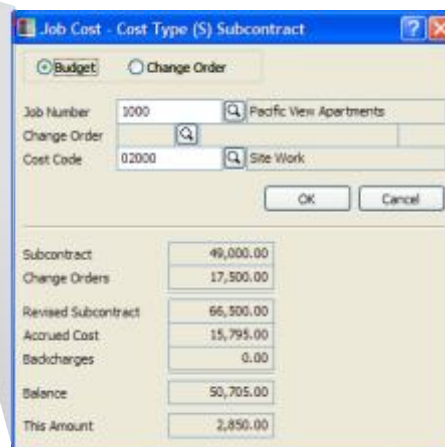 Job Cost - Cost Type (S) Subcontract
Budget Change Order
Job Number 1000 Pacific View Apartments
Change Order
Cost Code 02000 Site Work
OK Cancel
Subcontract 49,000.00
Change Orders 17,500.00
Revised Subcontract 66,500.00
Accrued Cost 15,795.00
Backcharges 0.00
Balance 50,705.00
This Amount 2,850.00